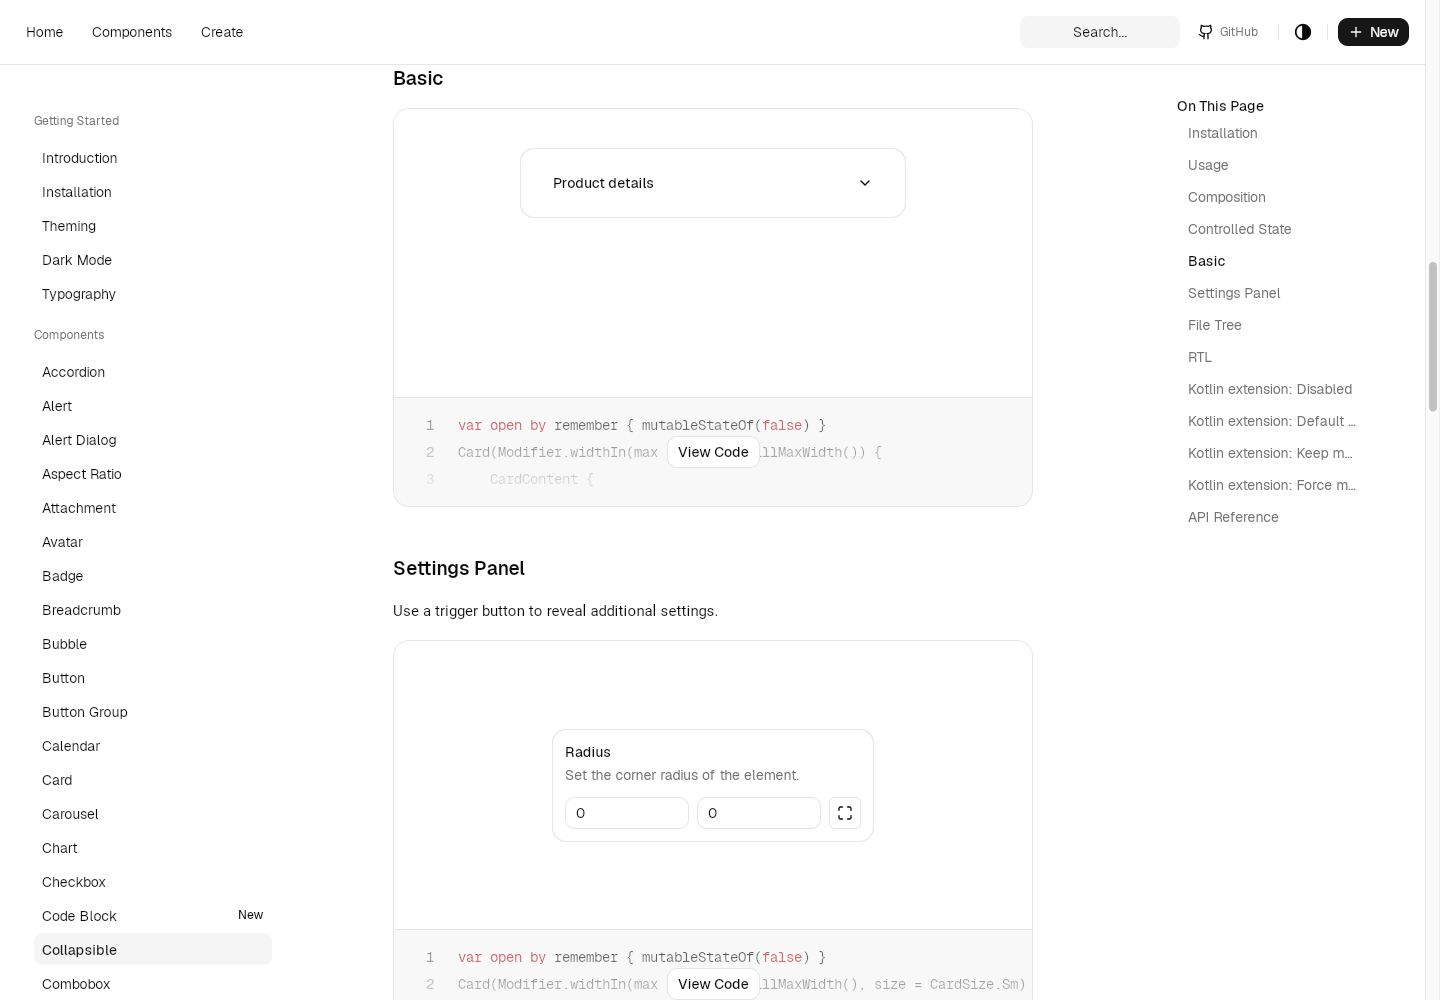 Home Components Create Search... GitHub New
Getting Started
Introduction
Installation
Theming
Dark Mode
Typography
Components
Accordion
Alert
Alert Dialog
Aspect Ratio
Attachment
Avatar
Badge
Breadcrumb
Bubble
Button
Button Group
Calendar
Card
Carousel
Chart
Checkbox
Code Block New
Collapsible
Combobox
Basic
Product details
1 var open by remember { mutableStateOf(false) }
2 Card(Modifier.widthIn(max View Code llMaxWidth()) {
3 CardContent {
Settings Panel
Use a trigger button to reveal additional settings.
Radius
Set the corner radius of the element.
0 0
1 var open by remember { mutableStateOf(false) }
2 Card(Modifier.widthIn(max View Code llMaxWidth(), size = CardSize.Sm)
On This Page
Installation
Usage
Composition
Controlled State
Basic
Settings Panel
File Tree
RTL
Kotlin extension: Disabled
Kotlin extension: Default ...
Kotlin extension: Keep m...
Kotlin extension: Force m...
API Reference